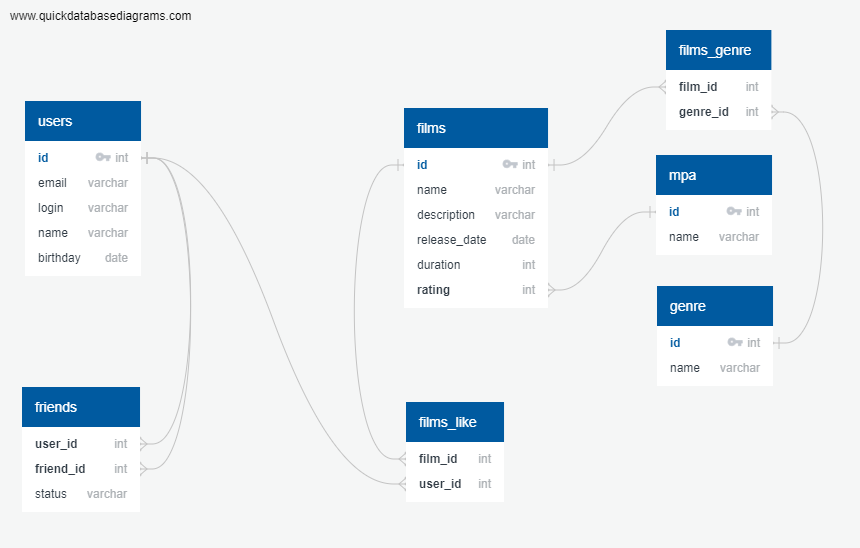 www.quickdatabasediagrams.com
users
id int
email varchar
login varchar
name varchar
birthday date
friends
user_id int
friend_id int
status varchar
films
id int
name varchar
description varchar
release_date date
duration int
rating int
films_like
film_id int
user_id int
films_genre
film_id int
genre_id int
mpa
id int
name varchar
genre
id int
name varchar